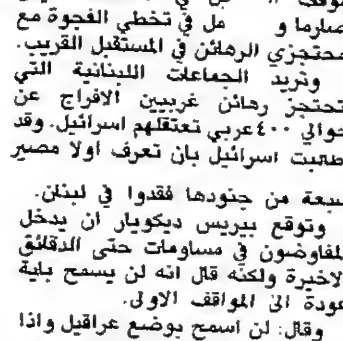 صارما و مل في تخطي الفجوة مع
محتجزي الرهائن في المستقبل القريب.
وتريد الجماعات اللبنانية التي
تحتجز رهائن غربيين الافراج عن
حوالي ٤٠٠ عربي تعتقلهم اسرائيل. وقد
طالبت اسرائيل بان تعرف اولا مصير
سبعة من جنودها فقدوا في لبنان.
وتوقع بيريس ديكويار ان يدخل
المفاوضون في مساومات حتى الدقائق
الاخيرة ولكنه قال انه لن يسمح باية
عودة الى المواقف الاولى.
وقال: لن اسمح بوضع عراقيل واذا